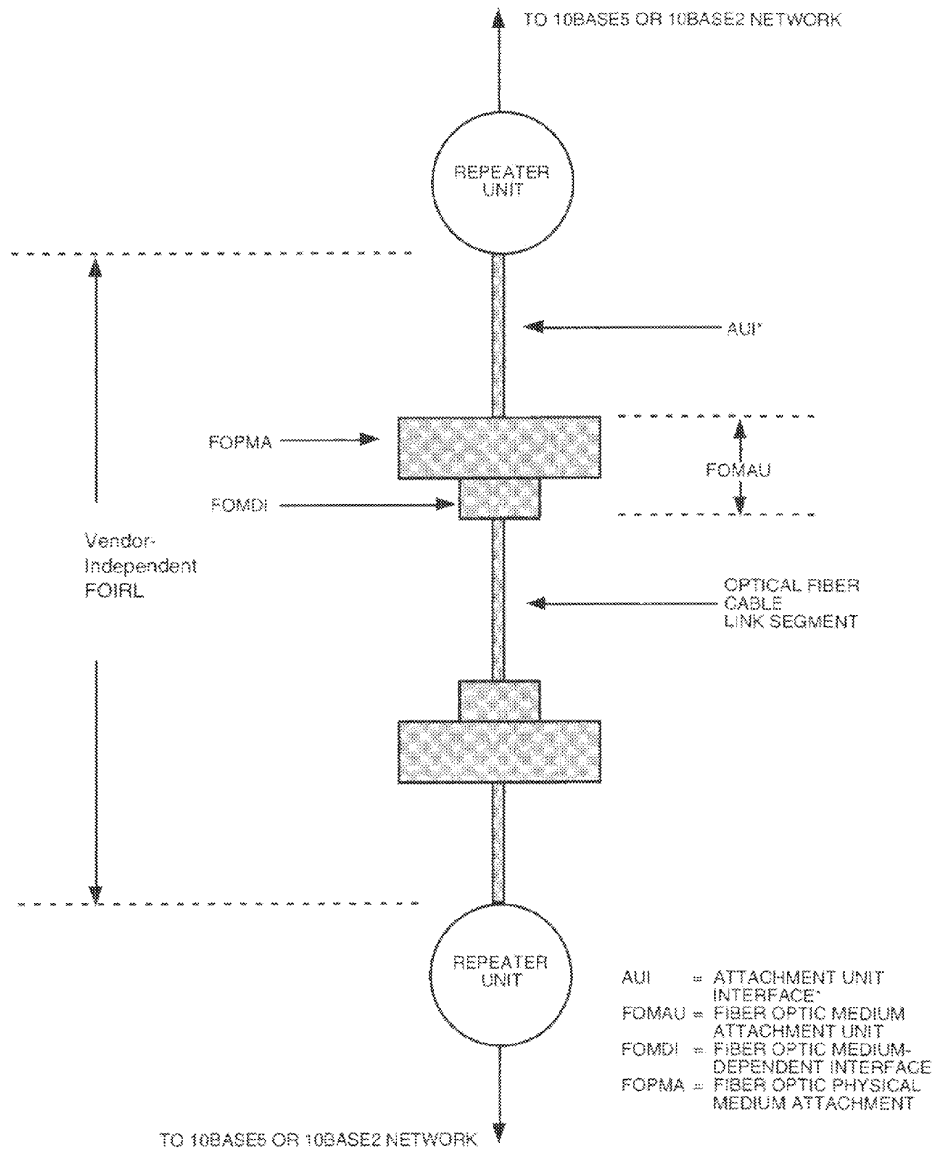 TO 10BASE5 OR 10BASE2 NETWORK
REPEATER
UNIT
AUI*
FOPMA
FOMAU
FOMDI
Vendor-
Independent
FOIRL
OPTICAL FIBER
CABLE
LINK SEGMENT
REPEATER
UNIT
AUI = ATTACHMENT UNIT
INTERFACE*
FOMAU = FIBER OPTIC MEDIUM
ATTACHMENT UNIT
FOMDI = FIBER OPTIC MEDIUM-
DEPENDENT INTERFACE
FOPMA = FIBER OPTIC PHYSICAL
MEDIUM ATTACHMENT
TO 10BASE5 OR 10BASE2 NETWORK